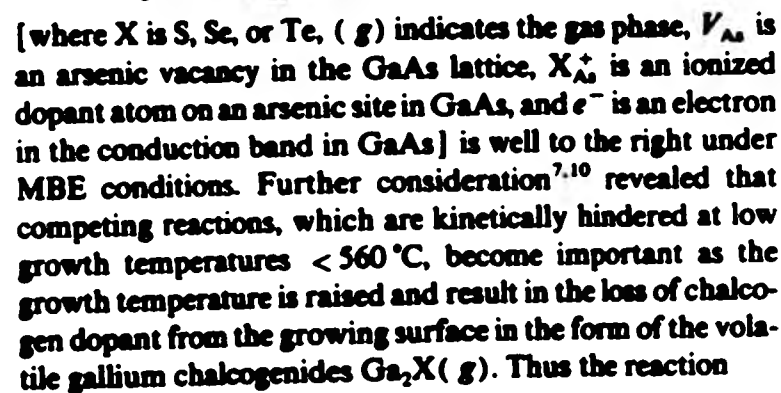 [where X is S, Se, or Te, (g) indicates the gas phase, V_As is
an arsenic vacancy in the GaAs lattice, X⁺_As is an ionized
dopant atom on an arsenic site in GaAs, and e⁻ is an electron
in the conduction band in GaAs] is well to the right under
MBE conditions. Further consideration⁷,¹⁰ revealed that
competing reactions, which are kinetically hindered at low
growth temperatures < 560 °C, become important as the
growth temperature is raised and result in the loss of chalco-
gen dopant from the growing surface in the form of the vola-
tile gallium chalcogenides Ga₂X(g). Thus the reaction